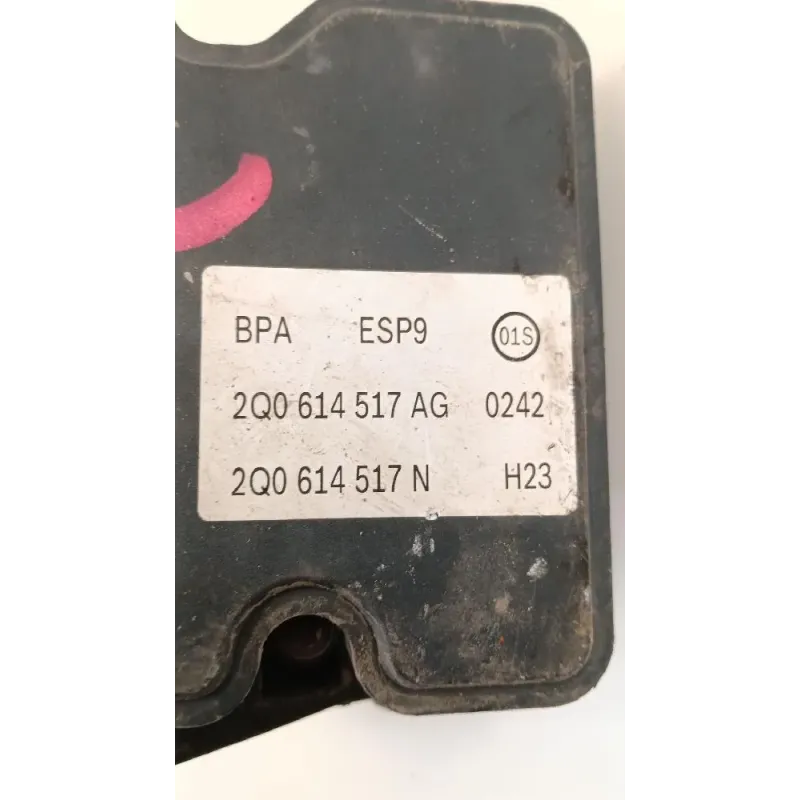 BPA ESP9 01S
2Q0 614 517 AG 0242
2Q0 614 517 N H23